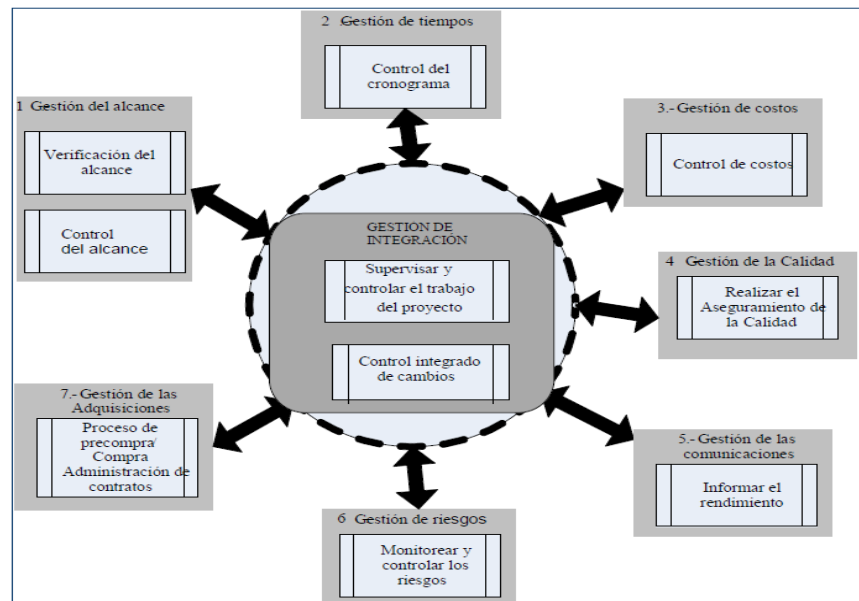 2 Gestión de tiempos
Control del
cronograma
1 Gestión del alcance
Verificación del
alcance
Control
del alcance
3.- Gestión de costos
Control de costos
GESTION DE
INTEGRACIÓN
Supervisar y
controlar el trabajo
del proyecto
Control integrado
de cambios
4 Gestión de la Calidad
Realizar el
Aseguramiento de
la Calidad
7.- Gestión de las
Adquisiciones
Proceso de
precompra/
Compra
Administración de
contratos
5.- Gestión de las
comunicaciones
Informar el
rendimiento
6 Gestión de riesgos
Monitorear y
controlar los
riesgos